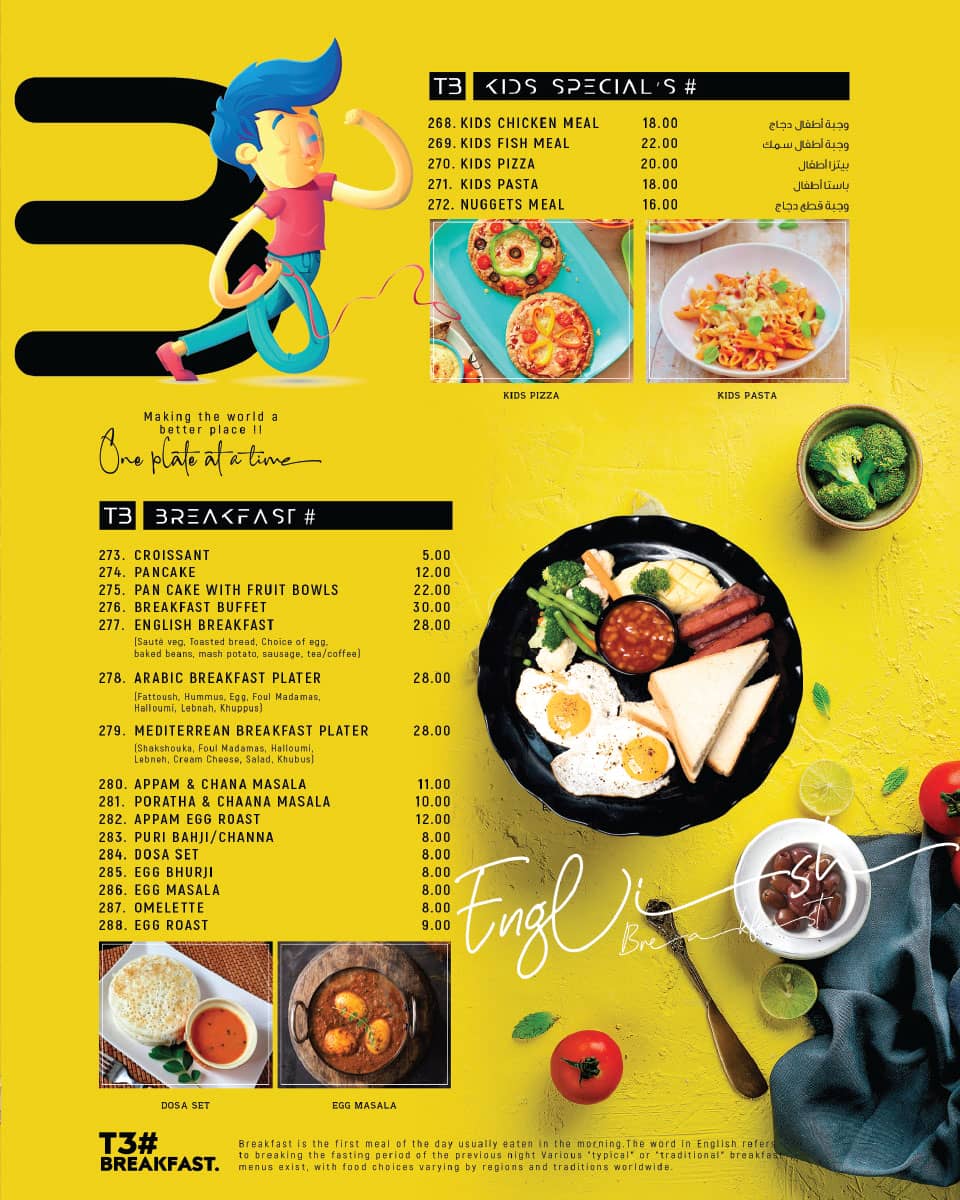 T3 KIDS SPECIAL'S #
268. KIDS CHICKEN MEAL 18.00 وجبة أطفال دجاج
269. KIDS FISH MEAL 22.00 وجبة أطفال سمك
270. KIDS PIZZA 20.00 بيتزا أطفال
271. KIDS PASTA 18.00 باستا أطفال
272. NUGGETS MEAL 16.00 وجبة قطع دجاج
KIDS PIZZA KIDS PASTA
3
Making the world a
better place !!
One plate at a time
T3 BREAKFAST #
273. CROISSANT 5.00
274. PANCAKE 12.00
275. PAN CAKE WITH FRUIT BOWLS 22.00
276. BREAKFAST BUFFET 30.00
277. ENGLISH BREAKFAST 28.00
(Sauté veg, Toasted bread, Choice of egg,
baked beans, mash potato, sausage, tea/coffee)
278. ARABIC BREAKFAST PLATER 28.00
(Fattoush, Hummus, Egg, Foul Madamas,
Halloumi, Lebnah, Khuppus)
279. MEDITERREAN BREAKFAST PLATER 28.00
(Shakshouka, Foul Madamas, Halloumi,
Lebneh, Cream Cheese, Salad, Khubus)
280. APPAM & CHANA MASALA 11.00
281. PORATHA & CHAANA MASALA 10.00
282. APPAM EGG ROAST 12.00
283. PURI BAHJI/CHANNA 8.00
284. DOSA SET 8.00
285. EGG BHURJI 8.00
286. EGG MASALA 8.00
287. OMELETTE 8.00
288. EGG ROAST 9.00
English
Breakfast
DOSA SET EGG MASALA
T3#
BREAKFAST.
Breakfast is the first meal of the day usually eaten in the morning.The word in English refers
to breaking the fasting period of the previous night Various "typical" or "traditional" breakfast
menus exist, with food choices varying by regions and traditions worldwide.